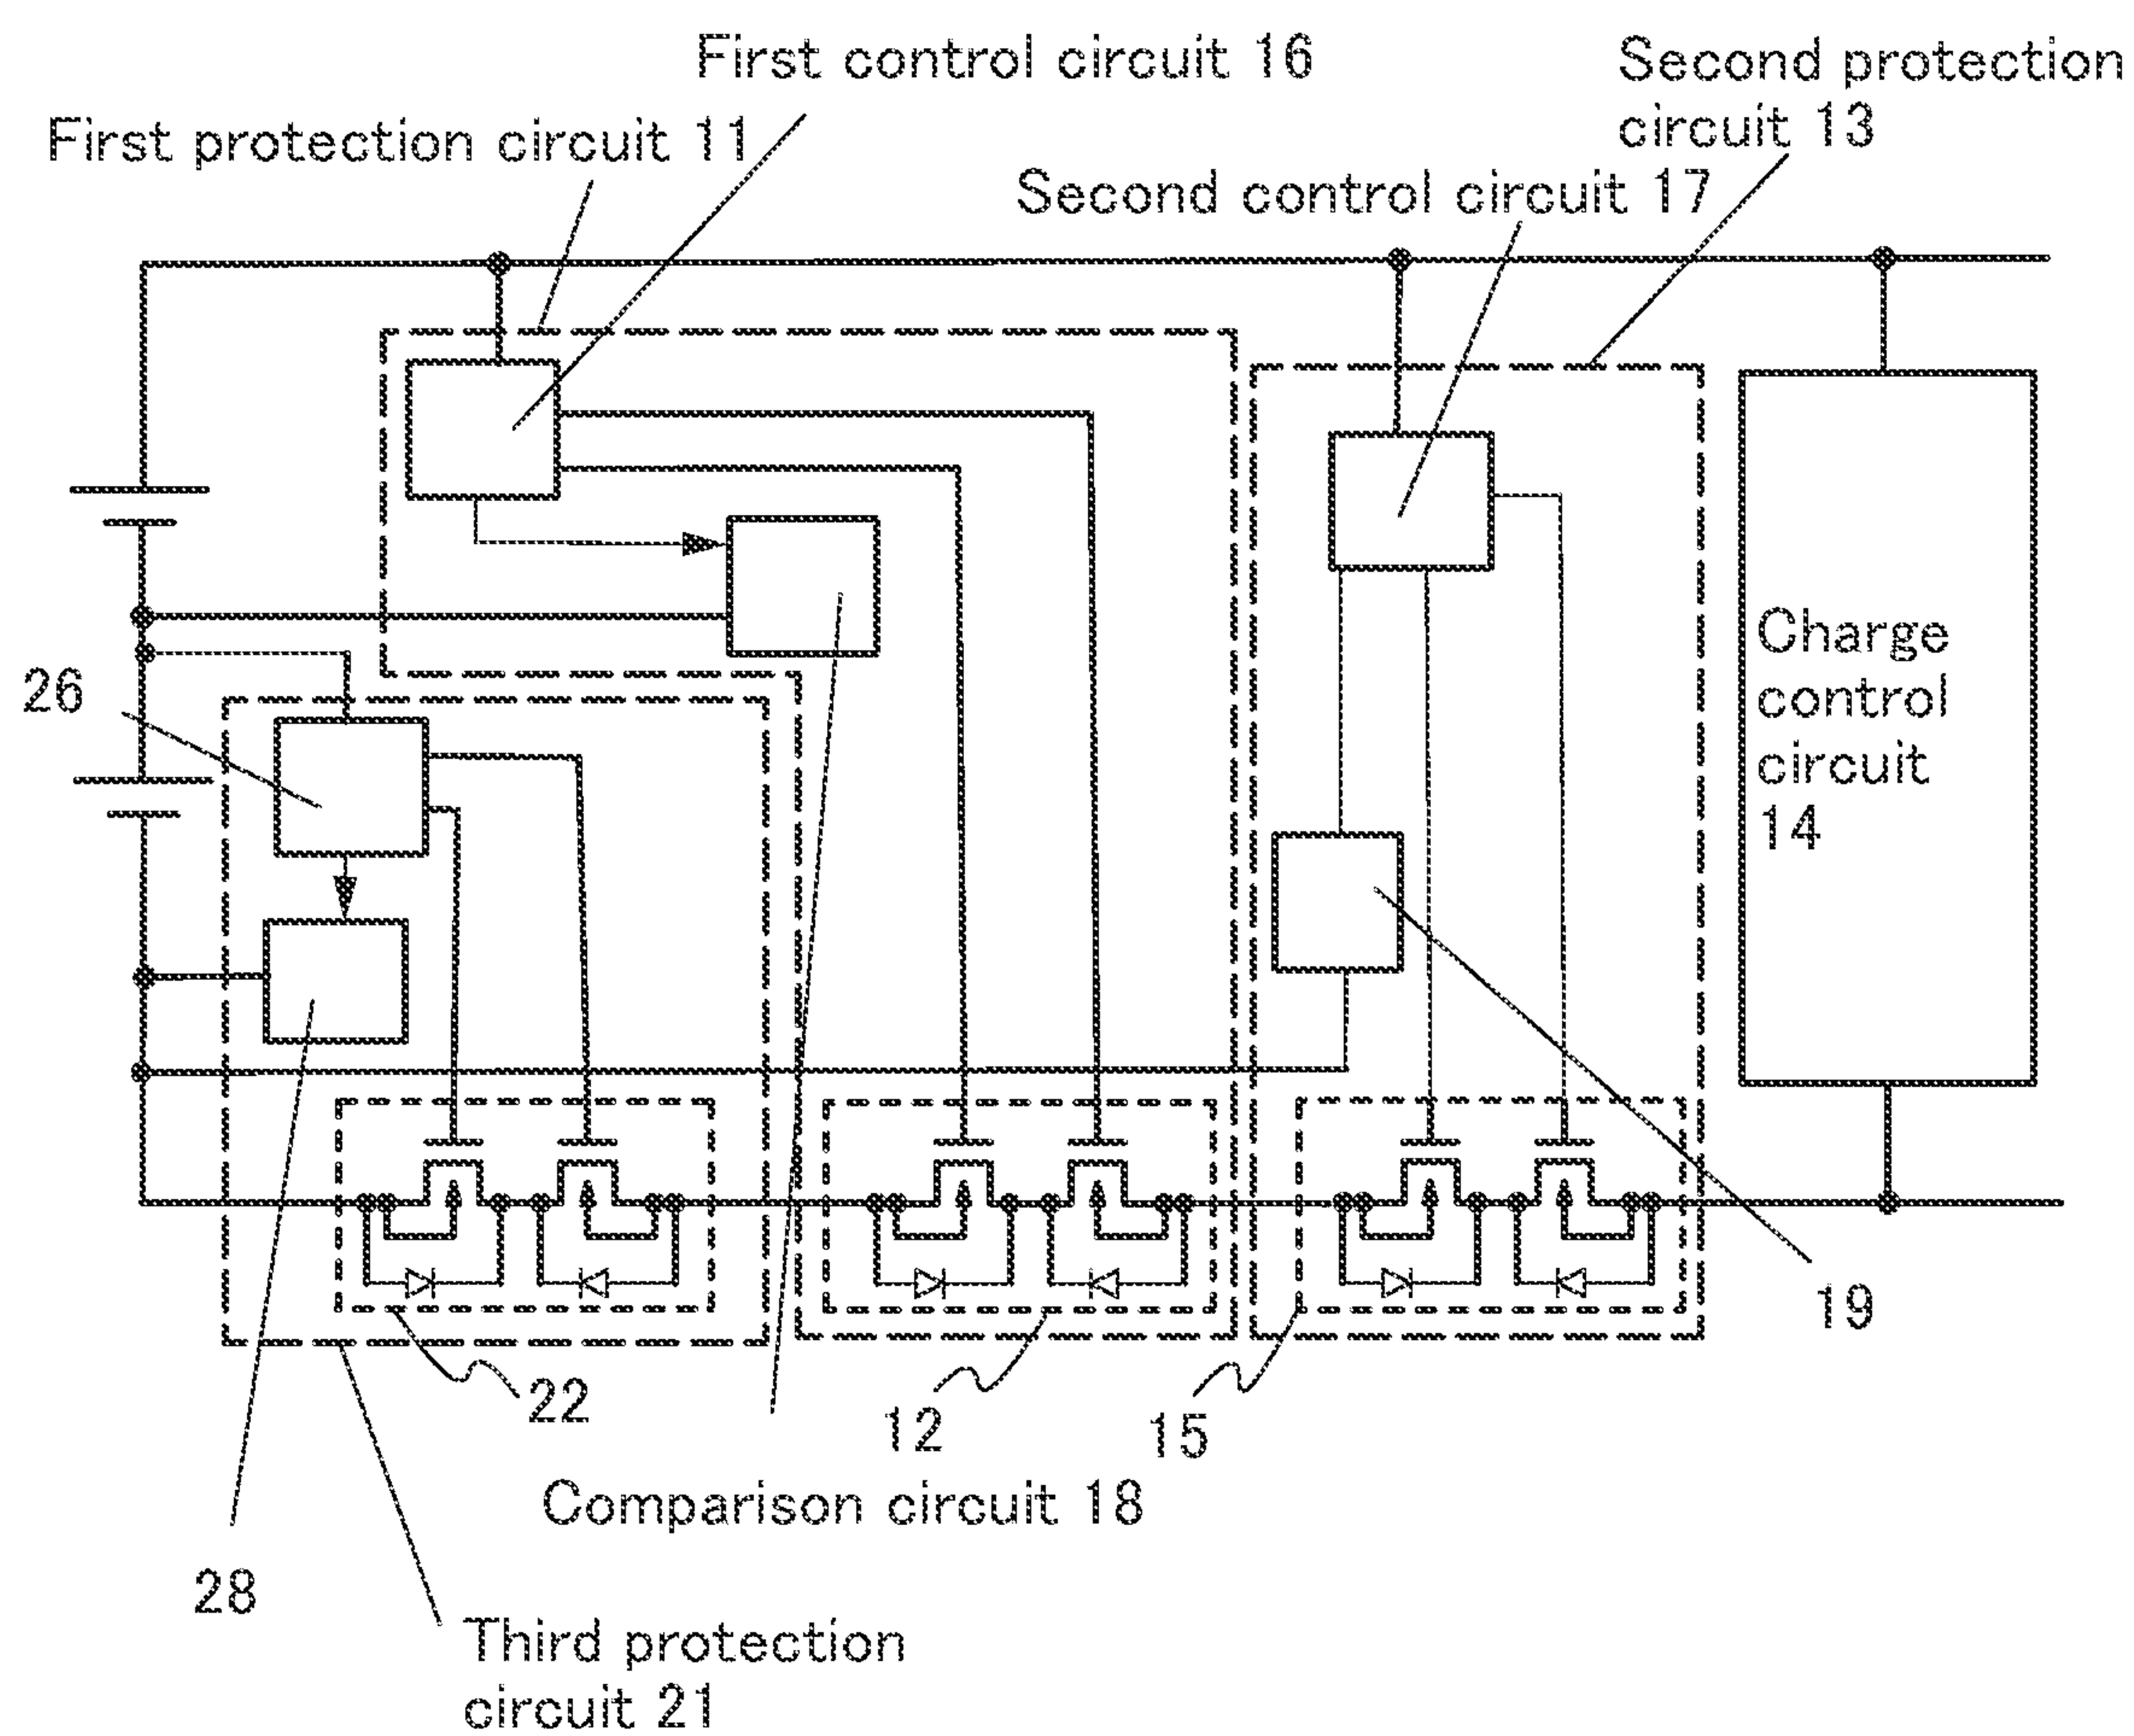 First control circuit 16
Second protection
circuit 13
First protection circuit 11
Second control circuit 17
26
Charge
control
circuit
14
19
22
12
15
Comparison circuit 18
28
Third protection
circuit 21